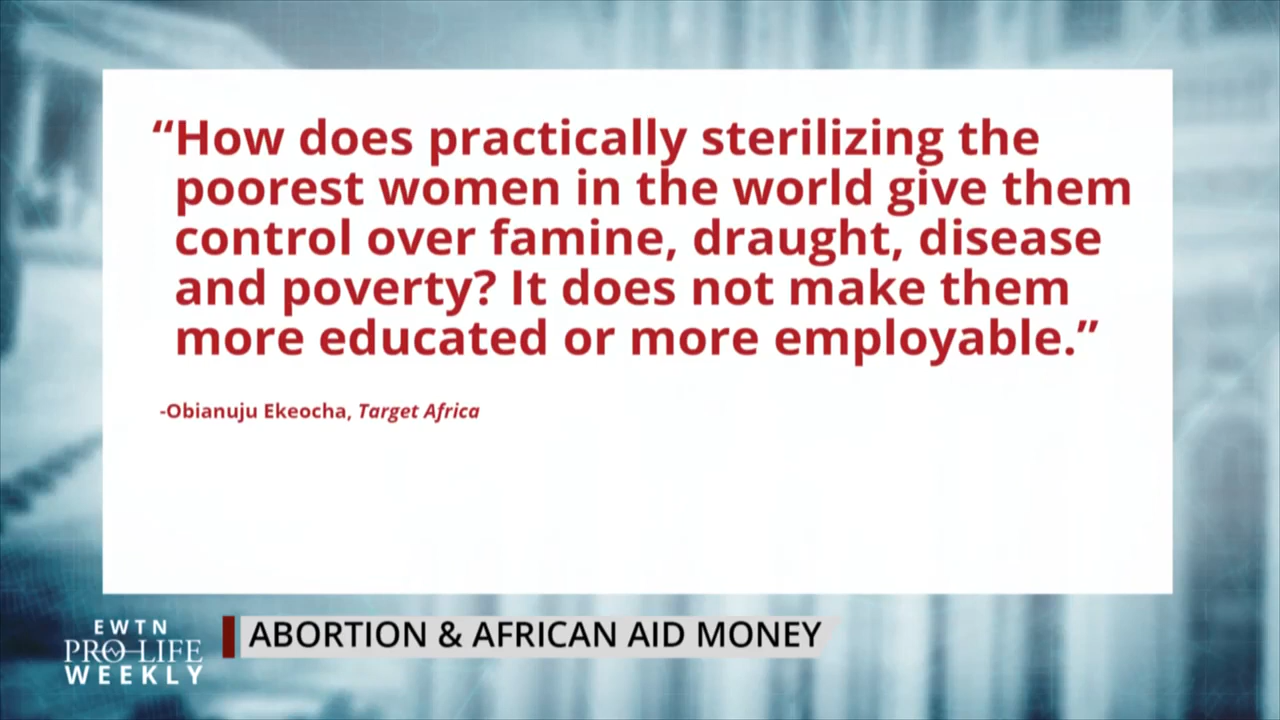 “How does practically sterilizing the
poorest women in the world give them
control over famine, draught, disease
and poverty? It does not make them
more educated or more employable.”
-Obianuju Ekeocha, Target Africa
EWTN
PRO-LIFE
WEEKLY
ABORTION & AFRICAN AID MONEY